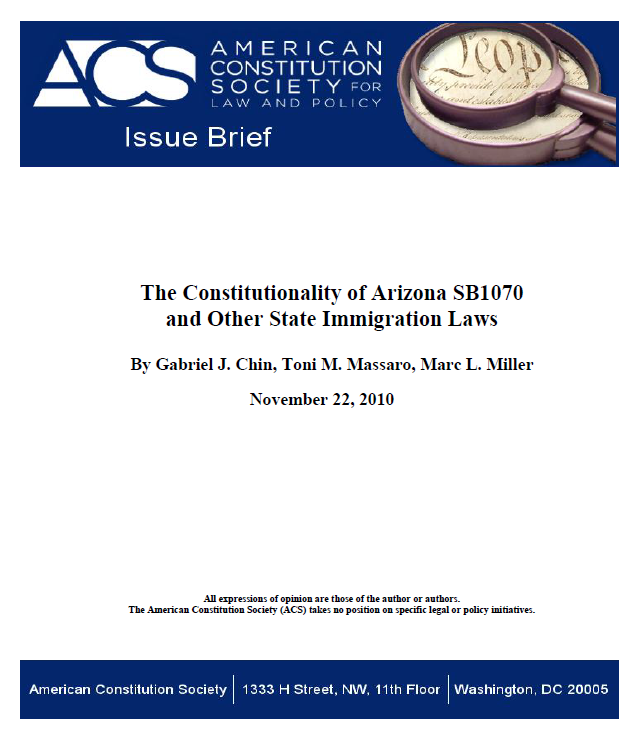 ACS
AMERICAN
CONSTITUTION
SOCIETY FOR
LAW AND POLICY
Issue Brief
The Constitutionality of Arizona SB1070
and Other State Immigration Laws
By Gabriel J. Chin, Toni M. Massaro, Marc L. Miller
November 22, 2010
All expressions of opinion are those of the author or authors.
The American Constitution Society (ACS) takes no position on specific legal or policy initiatives.
American Constitution Society | 1333 H Street, NW, 11th Floor | Washington, DC 20005